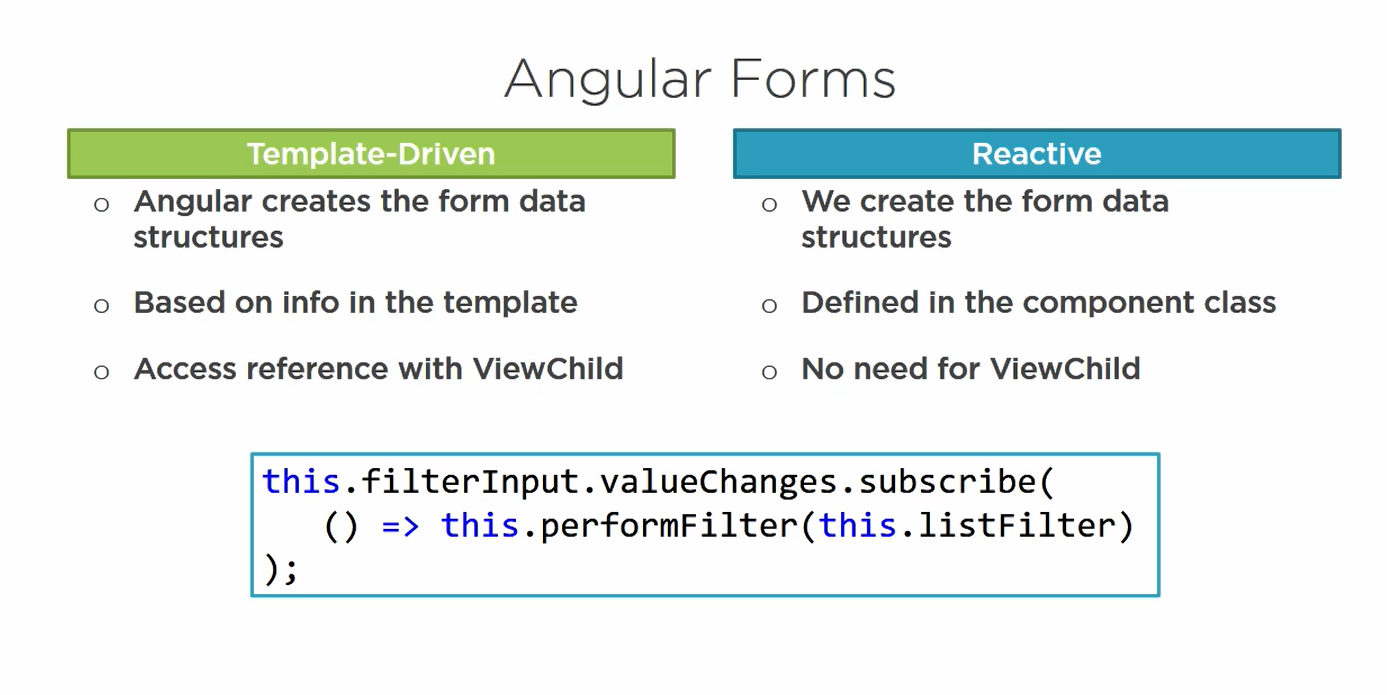 Angular Forms
Template-Driven
○ Angular creates the form data
structures
○ Based on info in the template
○ Access reference with ViewChild
Reactive
○ We create the form data
structures
○ Defined in the component class
○ No need for ViewChild
this.filterInput.valueChanges.subscribe(
() => this.performFilter(this.listFilter)
);